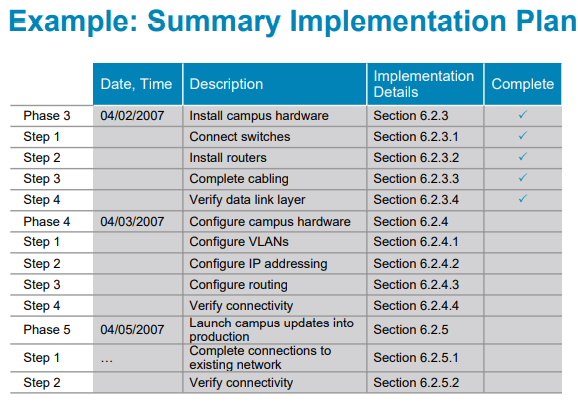 Example: Summary Implementation Plan
Date, Time Description Implementation Details Complete
Phase 3 04/02/2007 Install campus hardware Section 6.2.3 ✓
Step 1 Connect switches Section 6.2.3.1 ✓
Step 2 Install routers Section 6.2.3.2 ✓
Step 3 Complete cabling Section 6.2.3.3 ✓
Step 4 Verify data link layer Section 6.2.3.4 ✓
Phase 4 04/03/2007 Configure campus hardware Section 6.2.4
Step 1 Configure VLANs Section 6.2.4.1
Step 2 Configure IP addressing Section 6.2.4.2
Step 3 Configure routing Section 6.2.4.3
Step 4 Verify connectivity Section 6.2.4.4
Phase 5 04/05/2007 Launch campus updates into production Section 6.2.5
Step 1 … Complete connections to existing network Section 6.2.5.1
Step 2 Verify connectivity Section 6.2.5.2